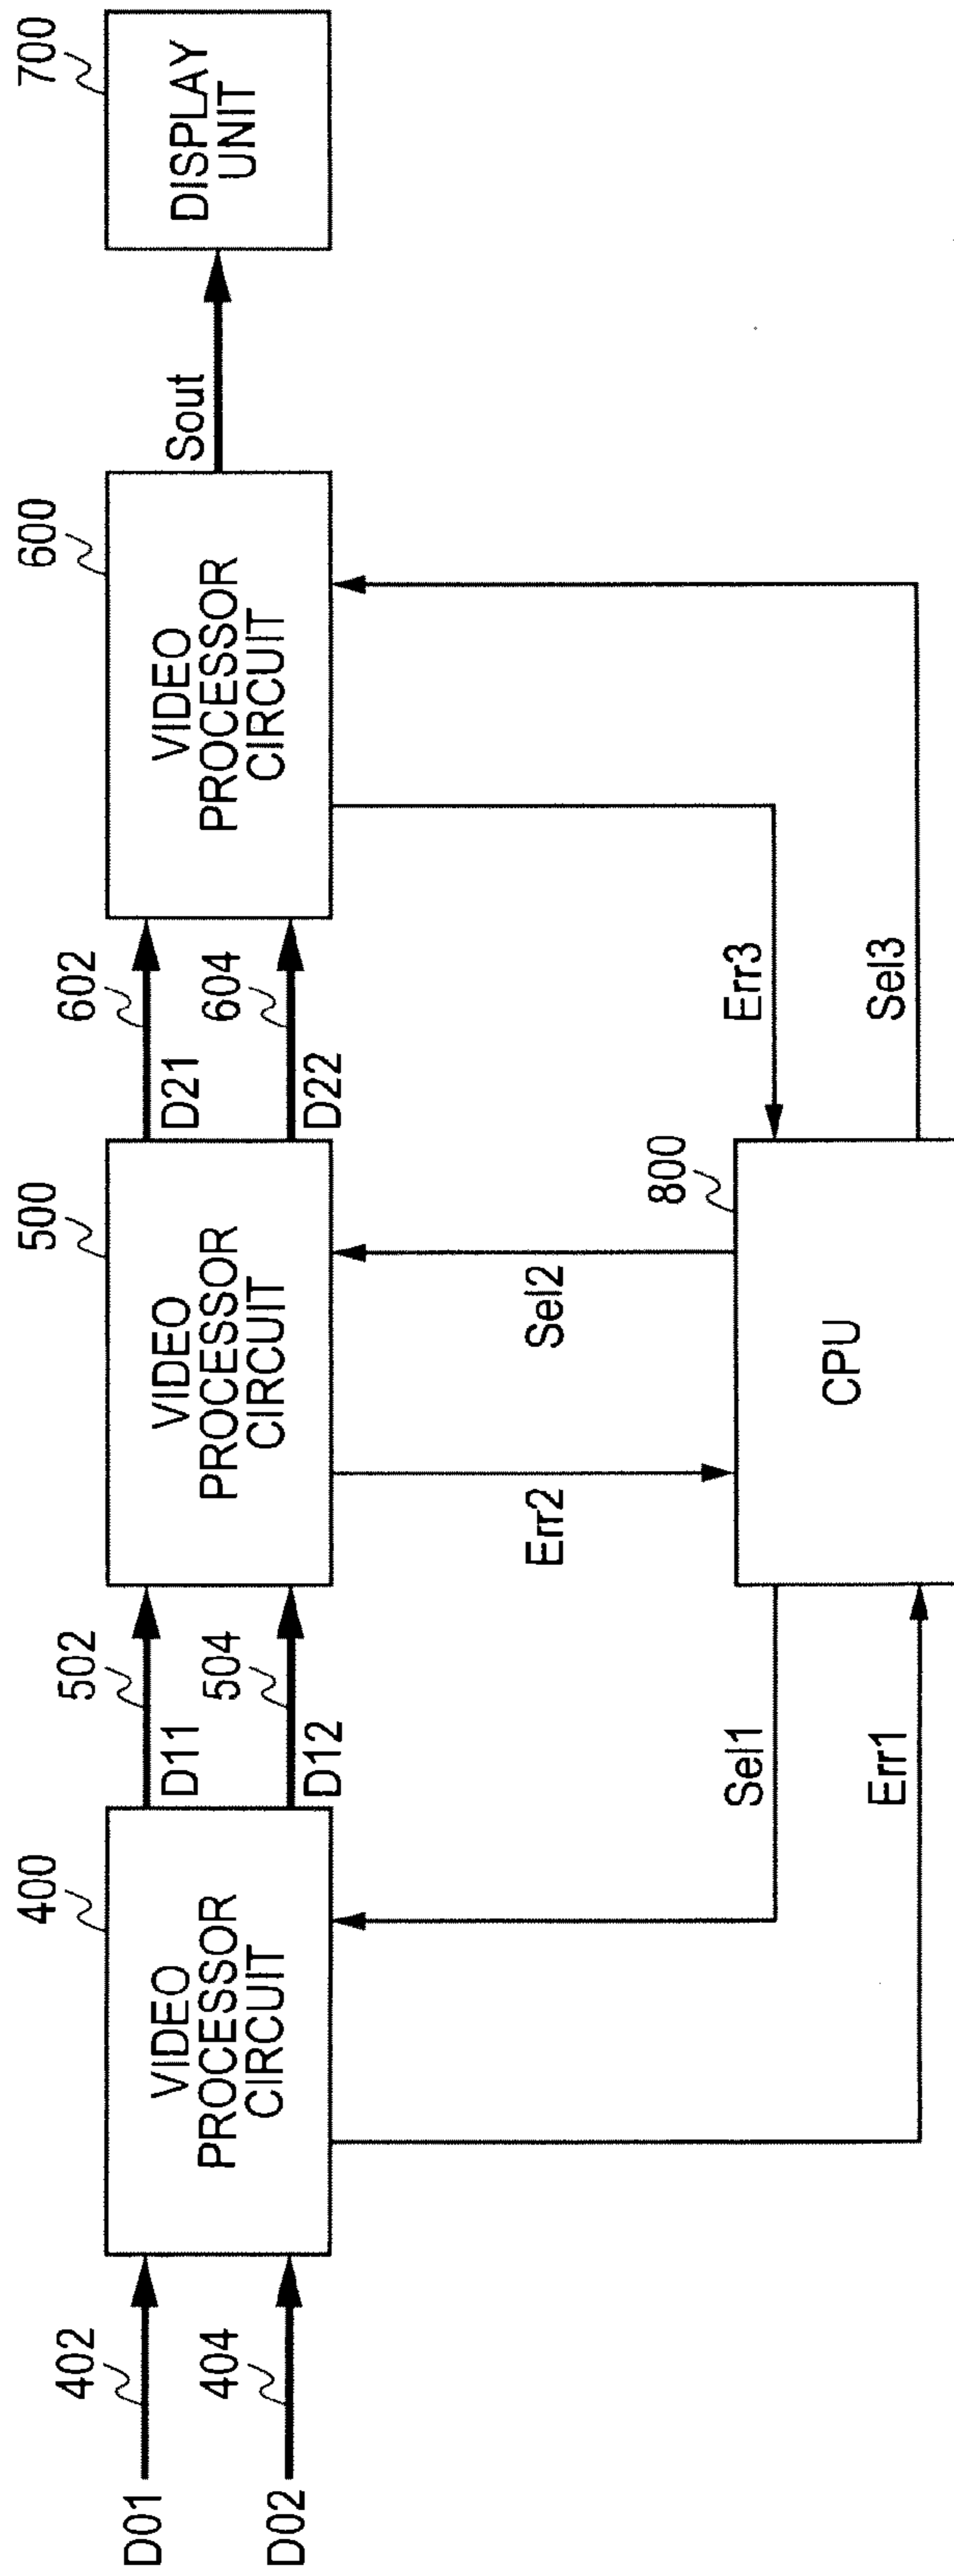 700
DISPLAY
UNIT
Sout
600
VIDEO
PROCESSOR
CIRCUIT
602
D21
604
D22
Err3
Sel3
500
VIDEO
PROCESSOR
CIRCUIT
Sel2
Err2
800
CPU
502
D11
504
D12
Sel1
Err1
400
VIDEO
PROCESSOR
CIRCUIT
402
D01
404
D02